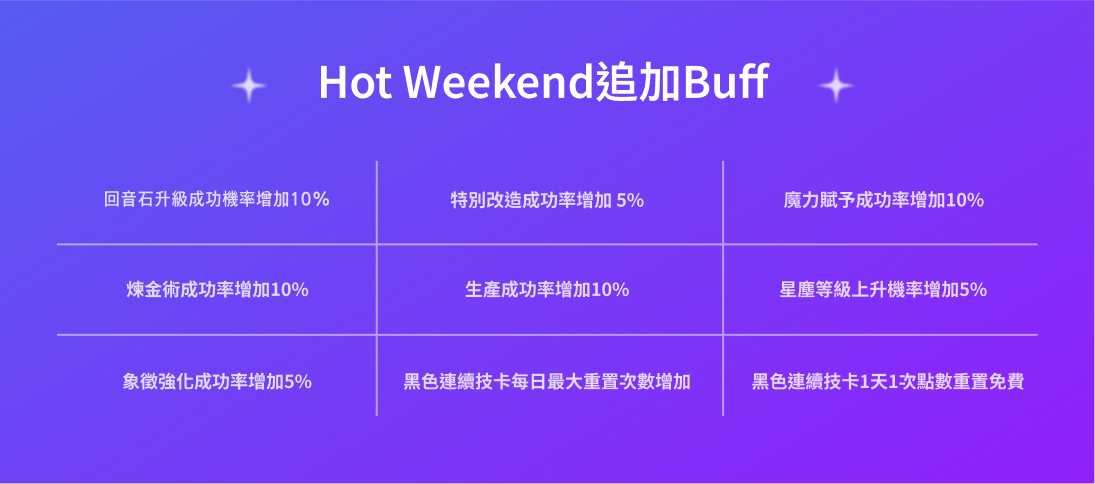 Hot Weekend追加Buff
回音石升級成功機率增加10%
特別改造成功率增加 5%
魔力賦予成功率增加10%
煉金術成功率增加10%
生產成功率增加10%
星塵等級上升機率增加5%
象徵強化成功率增加5%
黑色連續技卡每日最大重置次數增加
黑色連續技卡1天1次點數重置免費